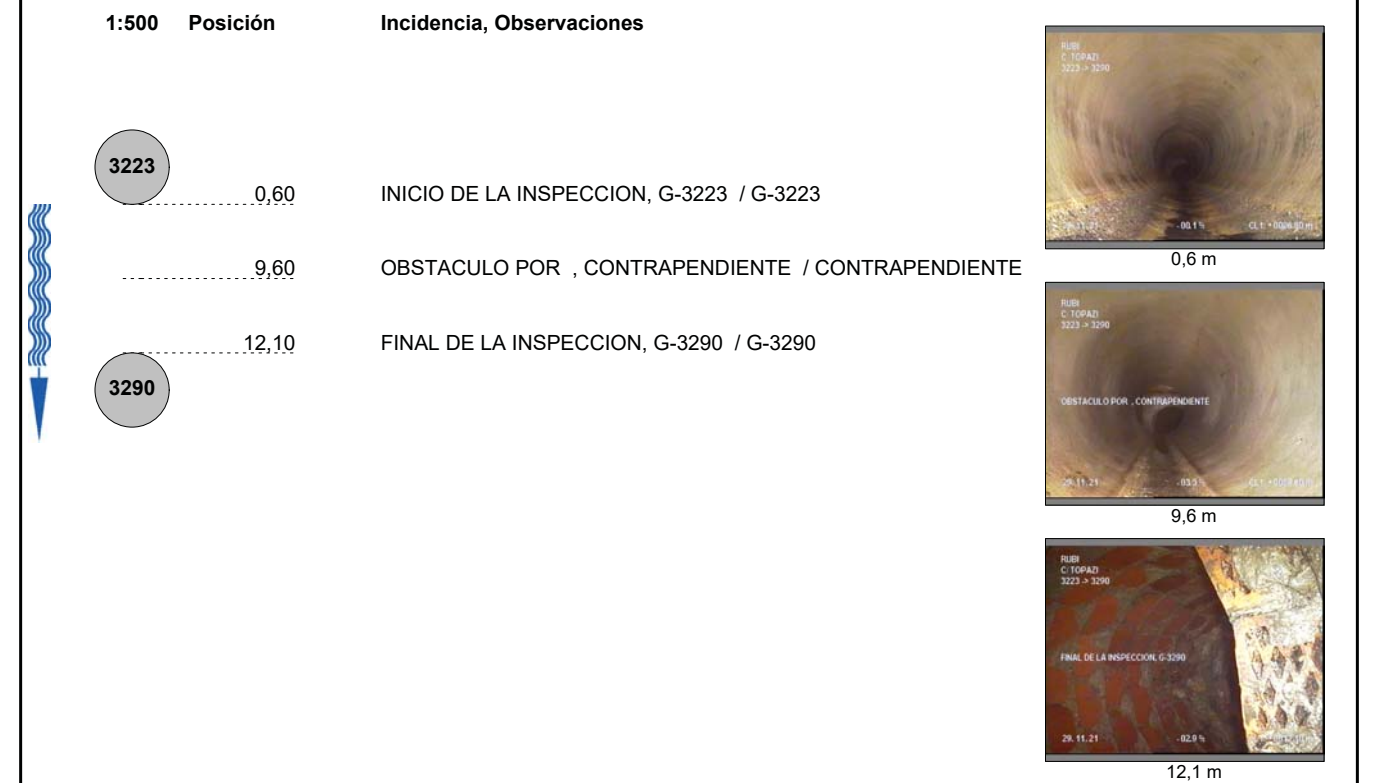 1:500 Posición Incidencia, Observaciones
3223
0,60 INICIO DE LA INSPECCION, G-3223 / G-3223
9,60 OBSTACULO POR , CONTRAPENDIENTE / CONTRAPENDIENTE
12,10 FINAL DE LA INSPECCION, G-3290 / G-3290
3290
RUBI
C: TOPAZI
3223 -> 3290
-00.1 %
0,6 m
RUBI
C: TOPAZI
3223 -> 3290
OBSTACULO POR , CONTRAPENDIENTE
29.11.21
9,6 m
RUBI
C: TOPAZI
3223 -> 3290
FINAL DE LA INSPECCION, G-3290
29.11.21 -02.9 %
12,1 m